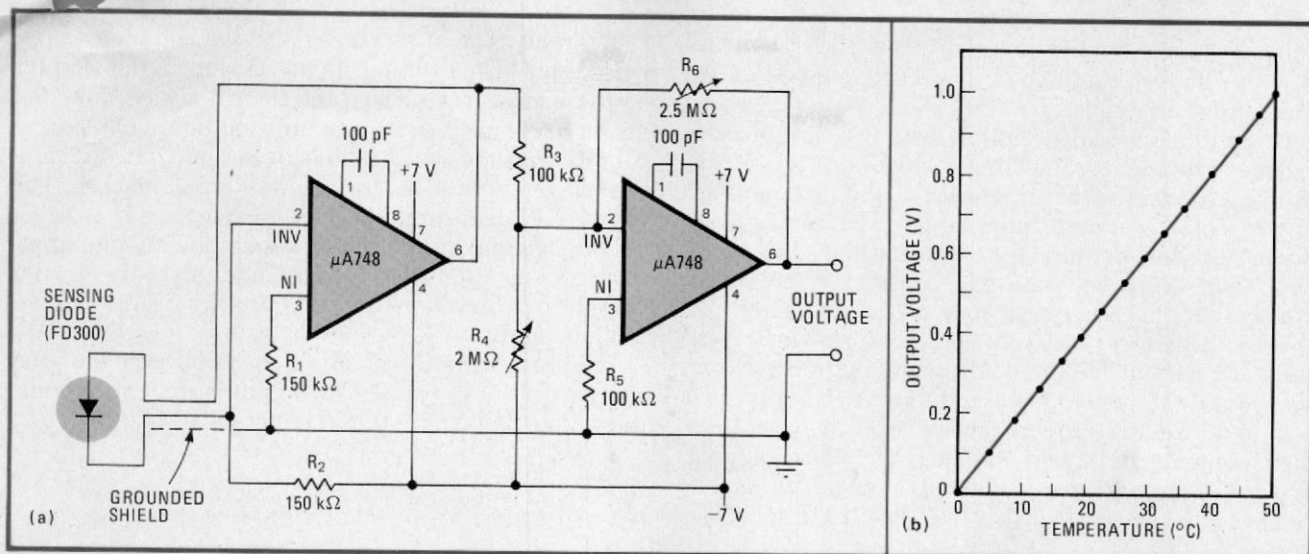 R6
2.5 MΩ
100 pF
+7 V
1
8
2
INV
7
μA748
6
NI
3
4
R3
100 kΩ
100 pF
+7 V
1
8
2
INV
7
μA748
6
NI
3
4
SENSING
DIODE
(FD300)
R1
150 kΩ
R4
2 MΩ
R5
100 kΩ
OUTPUT
VOLTAGE
R2
150 kΩ
GROUNDED
SHIELD
–7 V
(a)
OUTPUT VOLTAGE (V)
1.0
0.8
0.6
0.4
0.2
0
0
10
20
30
40
50
TEMPERATURE (°C)
(b)